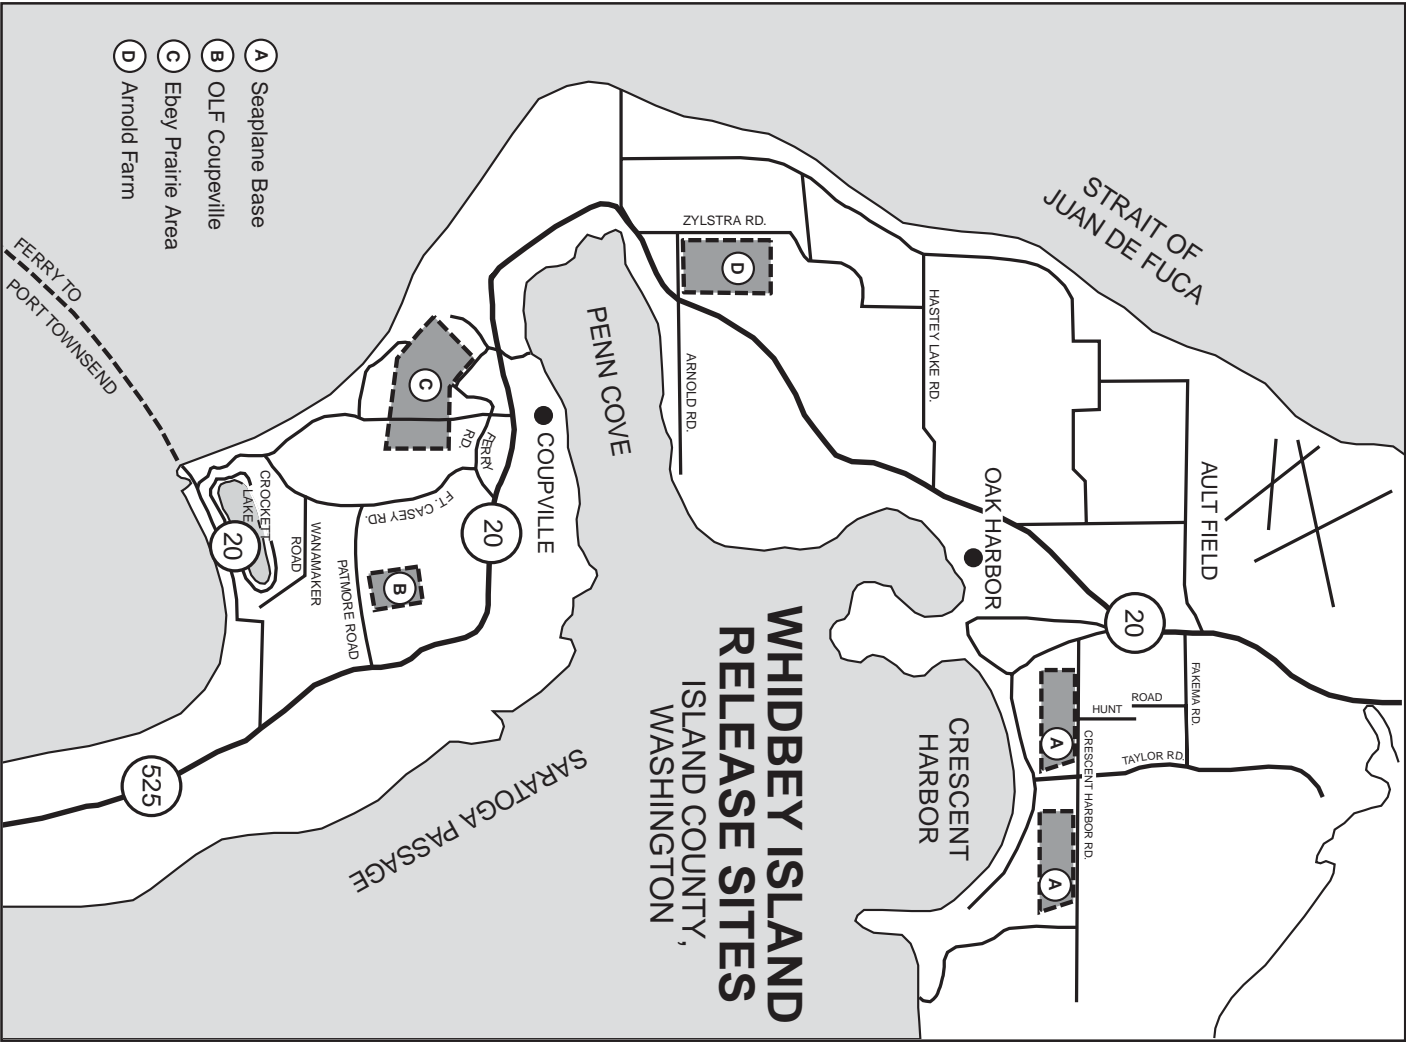 WHIDBEY ISLAND
RELEASE SITES
ISLAND COUNTY,
WASHINGTON
A Seaplane Base
B OLF Coupeville
C Ebey Prairie Area
D Arnold Farm
STRAIT OF
JUAN DE FUCA
AULT FIELD
OAK HARBOR
20
FAKEMA RD.
HUNT
ROAD
TAYLOR RD.
CRESCENT HARBOR RD.
A
A
CRESCENT
HARBOR
HASTEY LAKE RD.
ZYLSTRA RD.
D
ARNOLD RD.
PENN COVE
COUPVILLE
20
C
FERRY
RD.
FT. CASEY RD.
B
PATMORE ROAD
WANAMAKER
ROAD
CROCKETT
LAKE
20
FERRY TO
PORT TOWNSEND
525
SARATOGA PASSAGE